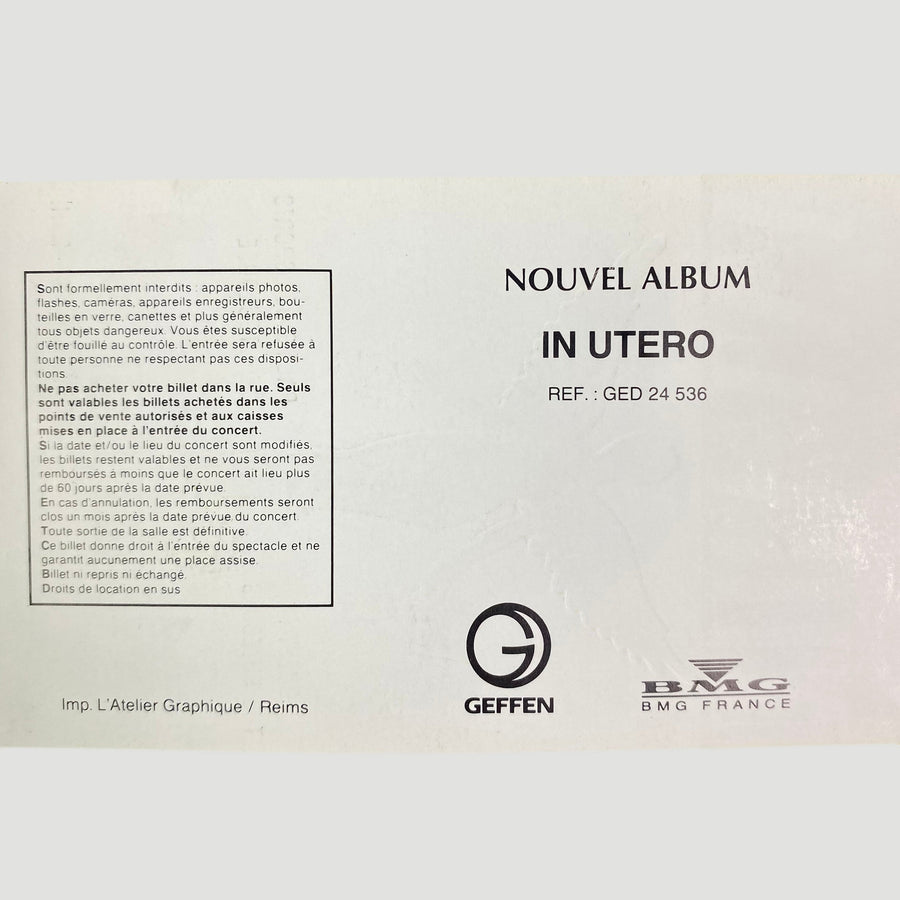 Sont formellement interdits : appareils photos,
flashes, caméras, appareils enregistreurs, bou-
teilles en verre, canettes et plus généralement
tous objets dangereux. Vous êtes susceptible
d'être fouillé au contrôle. L'entrée sera refusée à
toute personne ne respectant pas ces disposi-
tions.
Ne pas acheter votre billet dans la rue. Seuls
sont valables les billets achetés dans les
points de vente autorisés et aux caisses
mises en place à l'entrée du concert.
Si la date et/ou le lieu du concert sont modifiés,
les billets restent valables et ne vous seront pas
remboursés à moins que le concert ait lieu plus
de 60 jours après la date prévue.
En cas d'annulation, les remboursements seront
clos un mois après la date prévue du concert.
Toute sortie de la salle est définitive.
Ce billet donne droit à l'entrée du spectacle et ne
garantit aucunement une place assise.
Billet ni repris ni échangé.
Droits de location en sus
Imp. L'Atelier Graphique / Reims
NOUVEL ALBUM
IN UTERO
REF. : GED 24 536
GEFFEN
BMG
BMG FRANCE